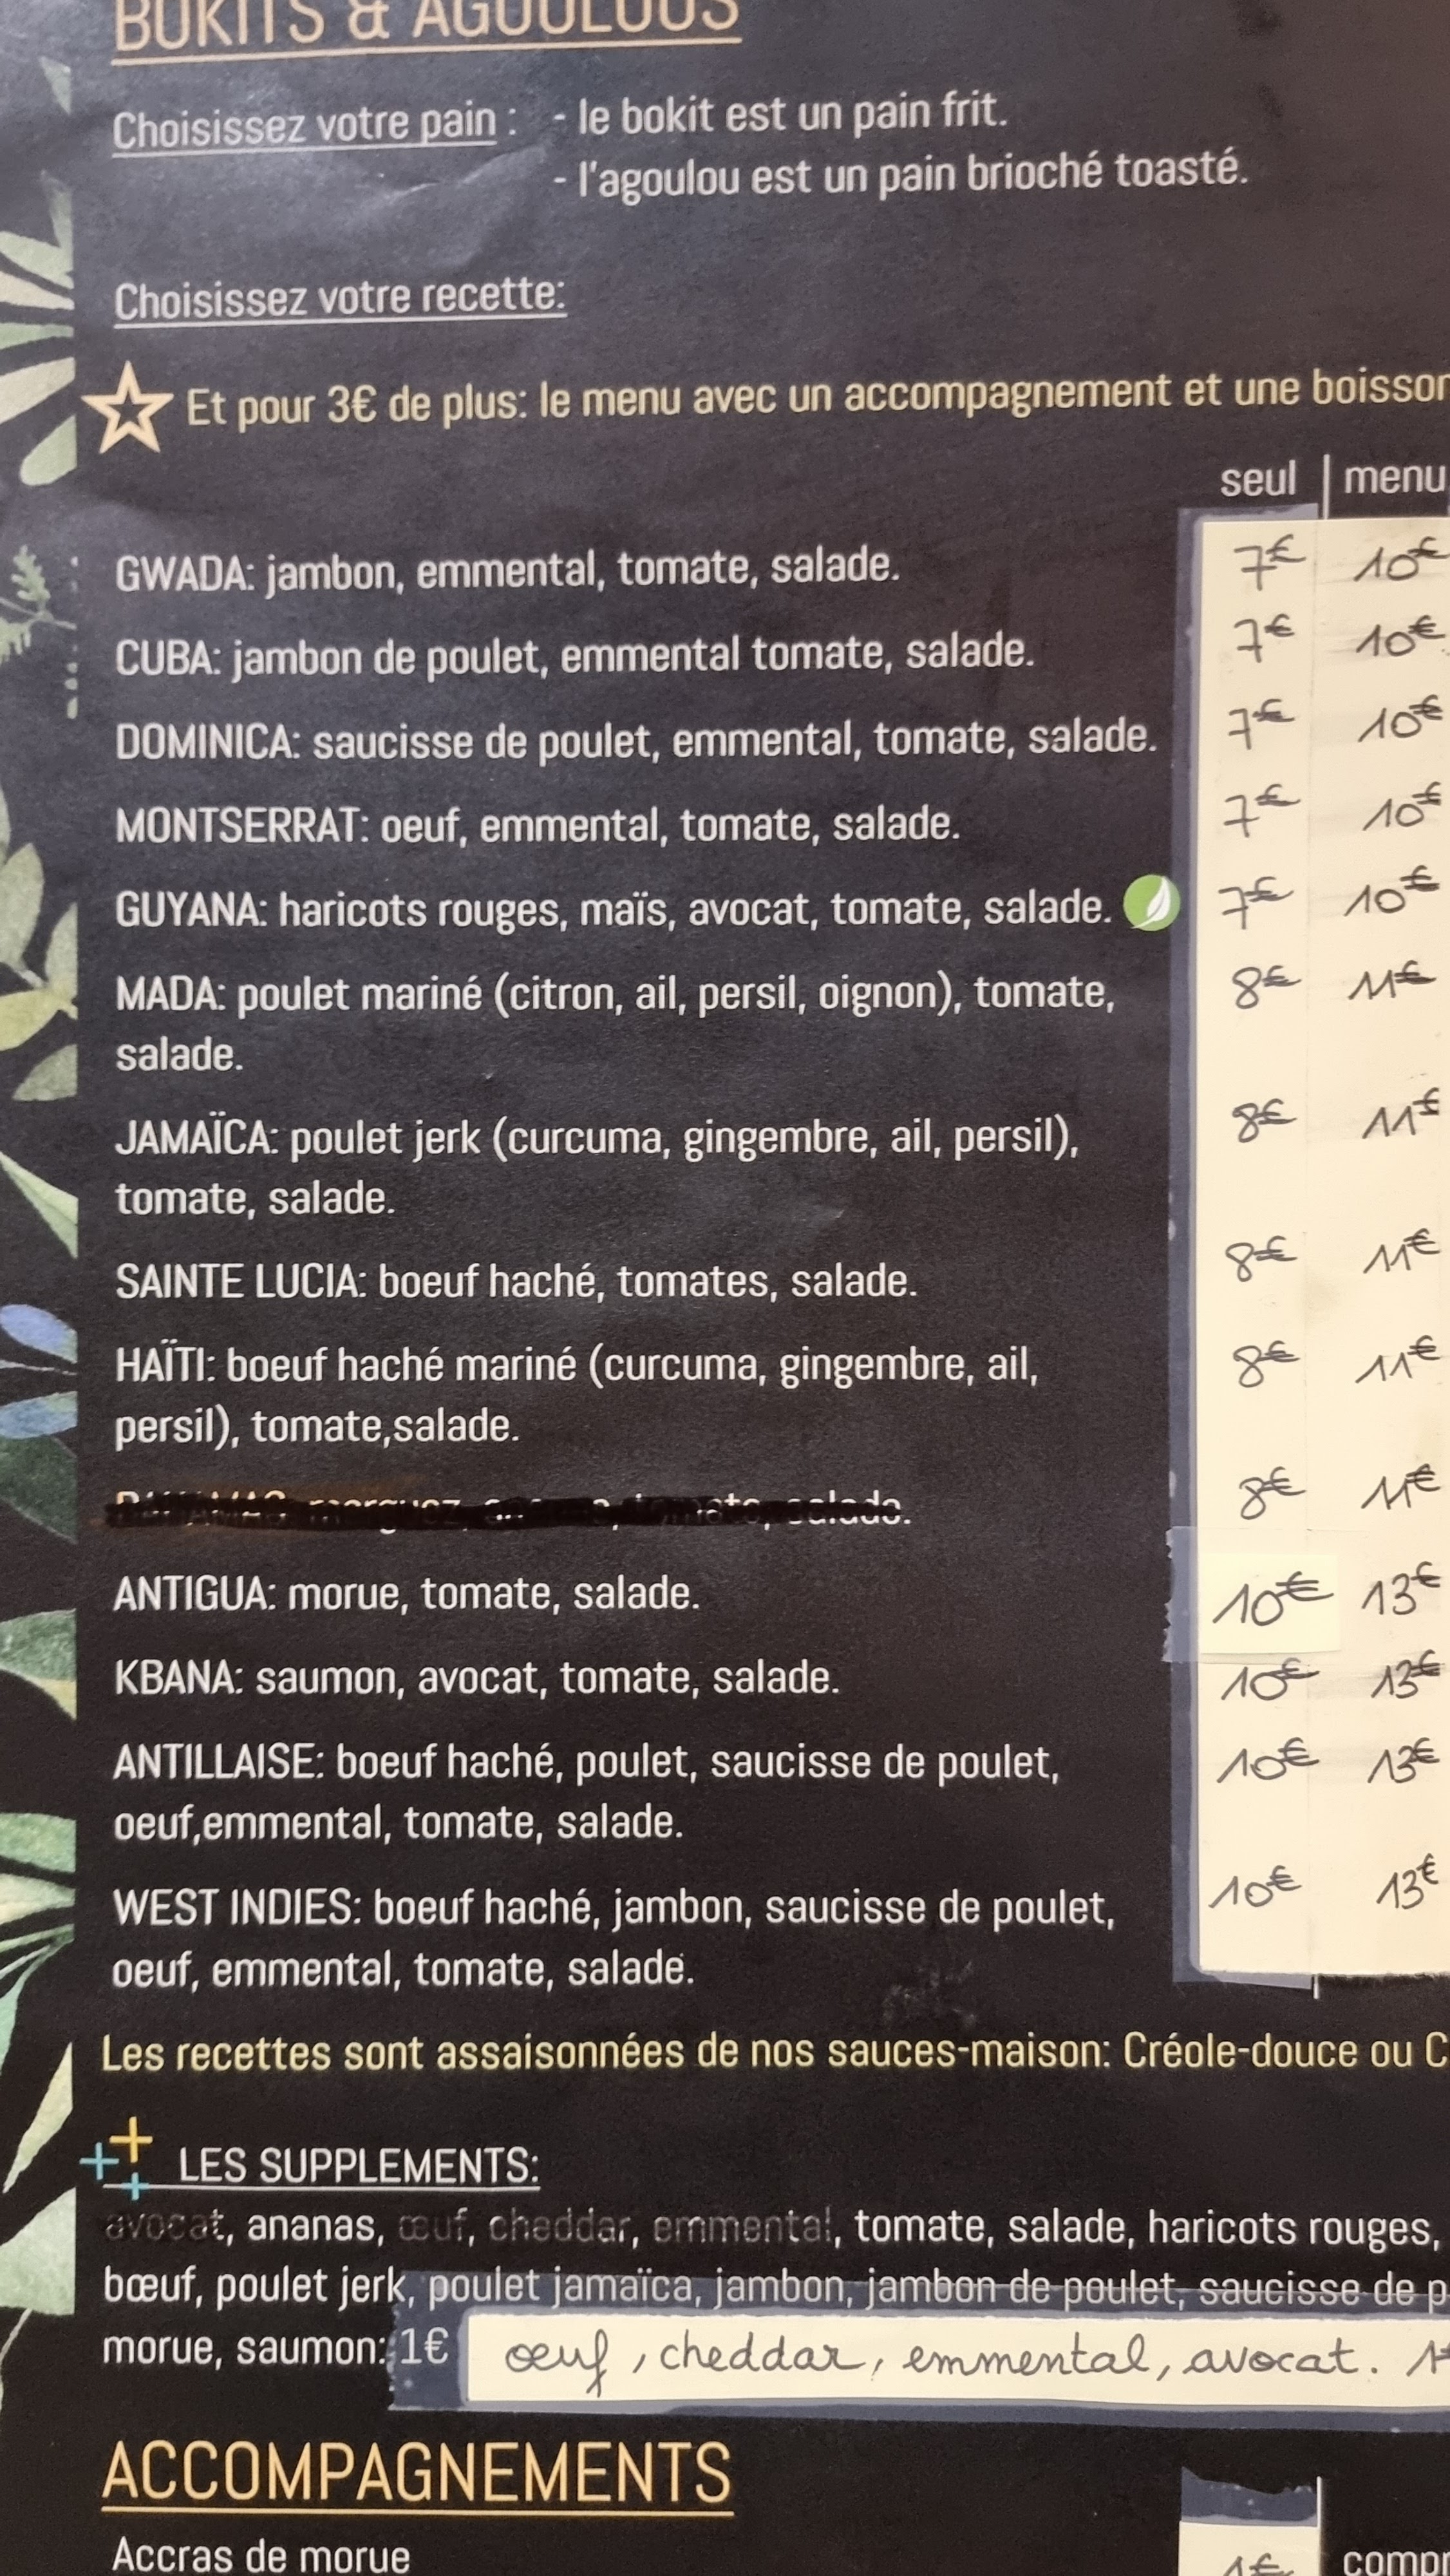 BOKITS & AGOULOUS
Choisissez votre pain : - le bokit est un pain frit.
- l'agoulou est un pain brioché toasté.
Choisissez votre recette:
Et pour 3€ de plus: le menu avec un accompagnement et une boisson
seul | menu
GWADA: jambon, emmental, tomate, salade. 7€ 10€
CUBA: jambon de poulet, emmental tomate, salade. 7€ 10€
DOMINICA: saucisse de poulet, emmental, tomate, salade. 7€ 10€
MONTSERRAT: oeuf, emmental, tomate, salade. 7€ 10€
GUYANA: haricots rouges, maïs, avocat, tomate, salade. 7€ 10€
MADA: poulet mariné (citron, ail, persil, oignon), tomate, 8€ 11€
salade.
JAMAÏCA: poulet jerk (curcuma, gingembre, ail, persil), 8€ 11€
tomate, salade.
SAINTE LUCIA: boeuf haché, tomates, salade. 8€ 11€
HAÏTI: boeuf haché mariné (curcuma, gingembre, ail, 8€ 11€
persil), tomate,salade.
salade. 8€ 11€
ANTIGUA: morue, tomate, salade. 10€ 13€
KBANA: saumon, avocat, tomate, salade. 10€ 13€
ANTILLAISE: boeuf haché, poulet, saucisse de poulet, 10€ 13€
oeuf,emmental, tomate, salade.
WEST INDIES: boeuf haché, jambon, saucisse de poulet, 10€ 13€
oeuf, emmental, tomate, salade.
Les recettes sont assaisonnées de nos sauces-maison: Créole-douce ou
LES SUPPLEMENTS:
avocat, ananas, œuf, cheddar, emmental, tomate, salade, haricots rouges,
bœuf, poulet jerk, poulet jamaïca, jambon, jambon de poulet, saucisse de
morue, saumon: 1€ œuf, cheddar, emmental, avocat.
ACCOMPAGNEMENTS
Accras de morue